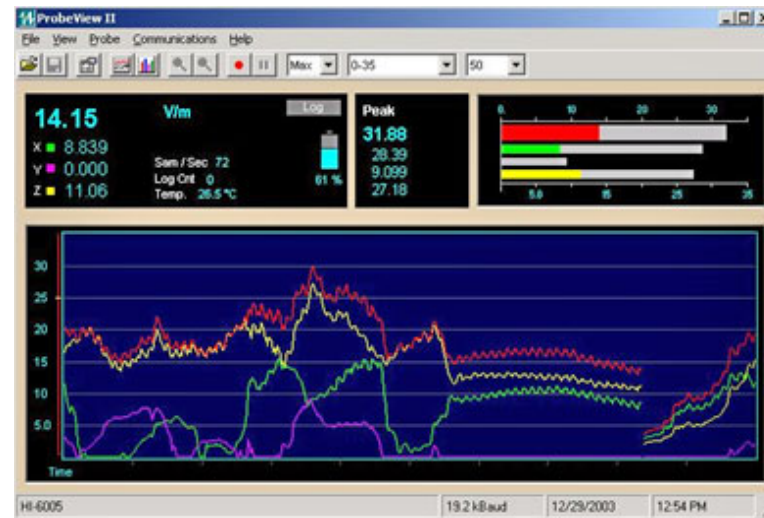 ProbeView II
File View Probe Communications Help
Max 0-35 50
14.15 V/m Log
X 8.839
Y 0.000
Z 11.06
Sam / Sec 72
Log Cnt 0
Temp. 26.5 °C
61 %
Peak
31.88
28.39
9.099
27.18
0. 10 20 30
5.0 15 25 35
30
25
20
15
10
5.0
Time
HI-6005 19.2 kBaud 12/29/2003 12:54 PM